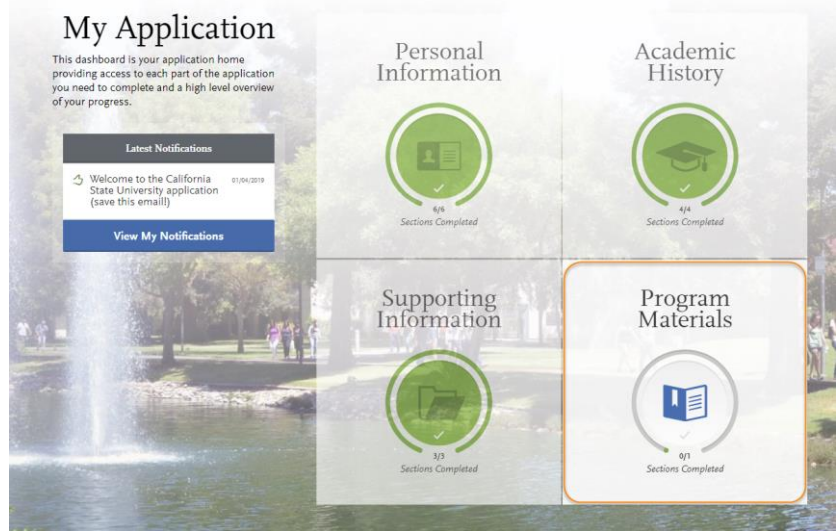 My Application
This dashboard is your application home
providing access to each part of the application
you need to complete and a high level overview
of your progress.
Latest Notifications
Welcome to the California
State University application
(save this email!)
01/04/2019
View My Notifications
Personal
Information
6/6
Sections Completed
Academic
History
4/4
Sections Completed
Supporting
Information
3/3
Sections Completed
Program
Materials
0/1
Sections Completed